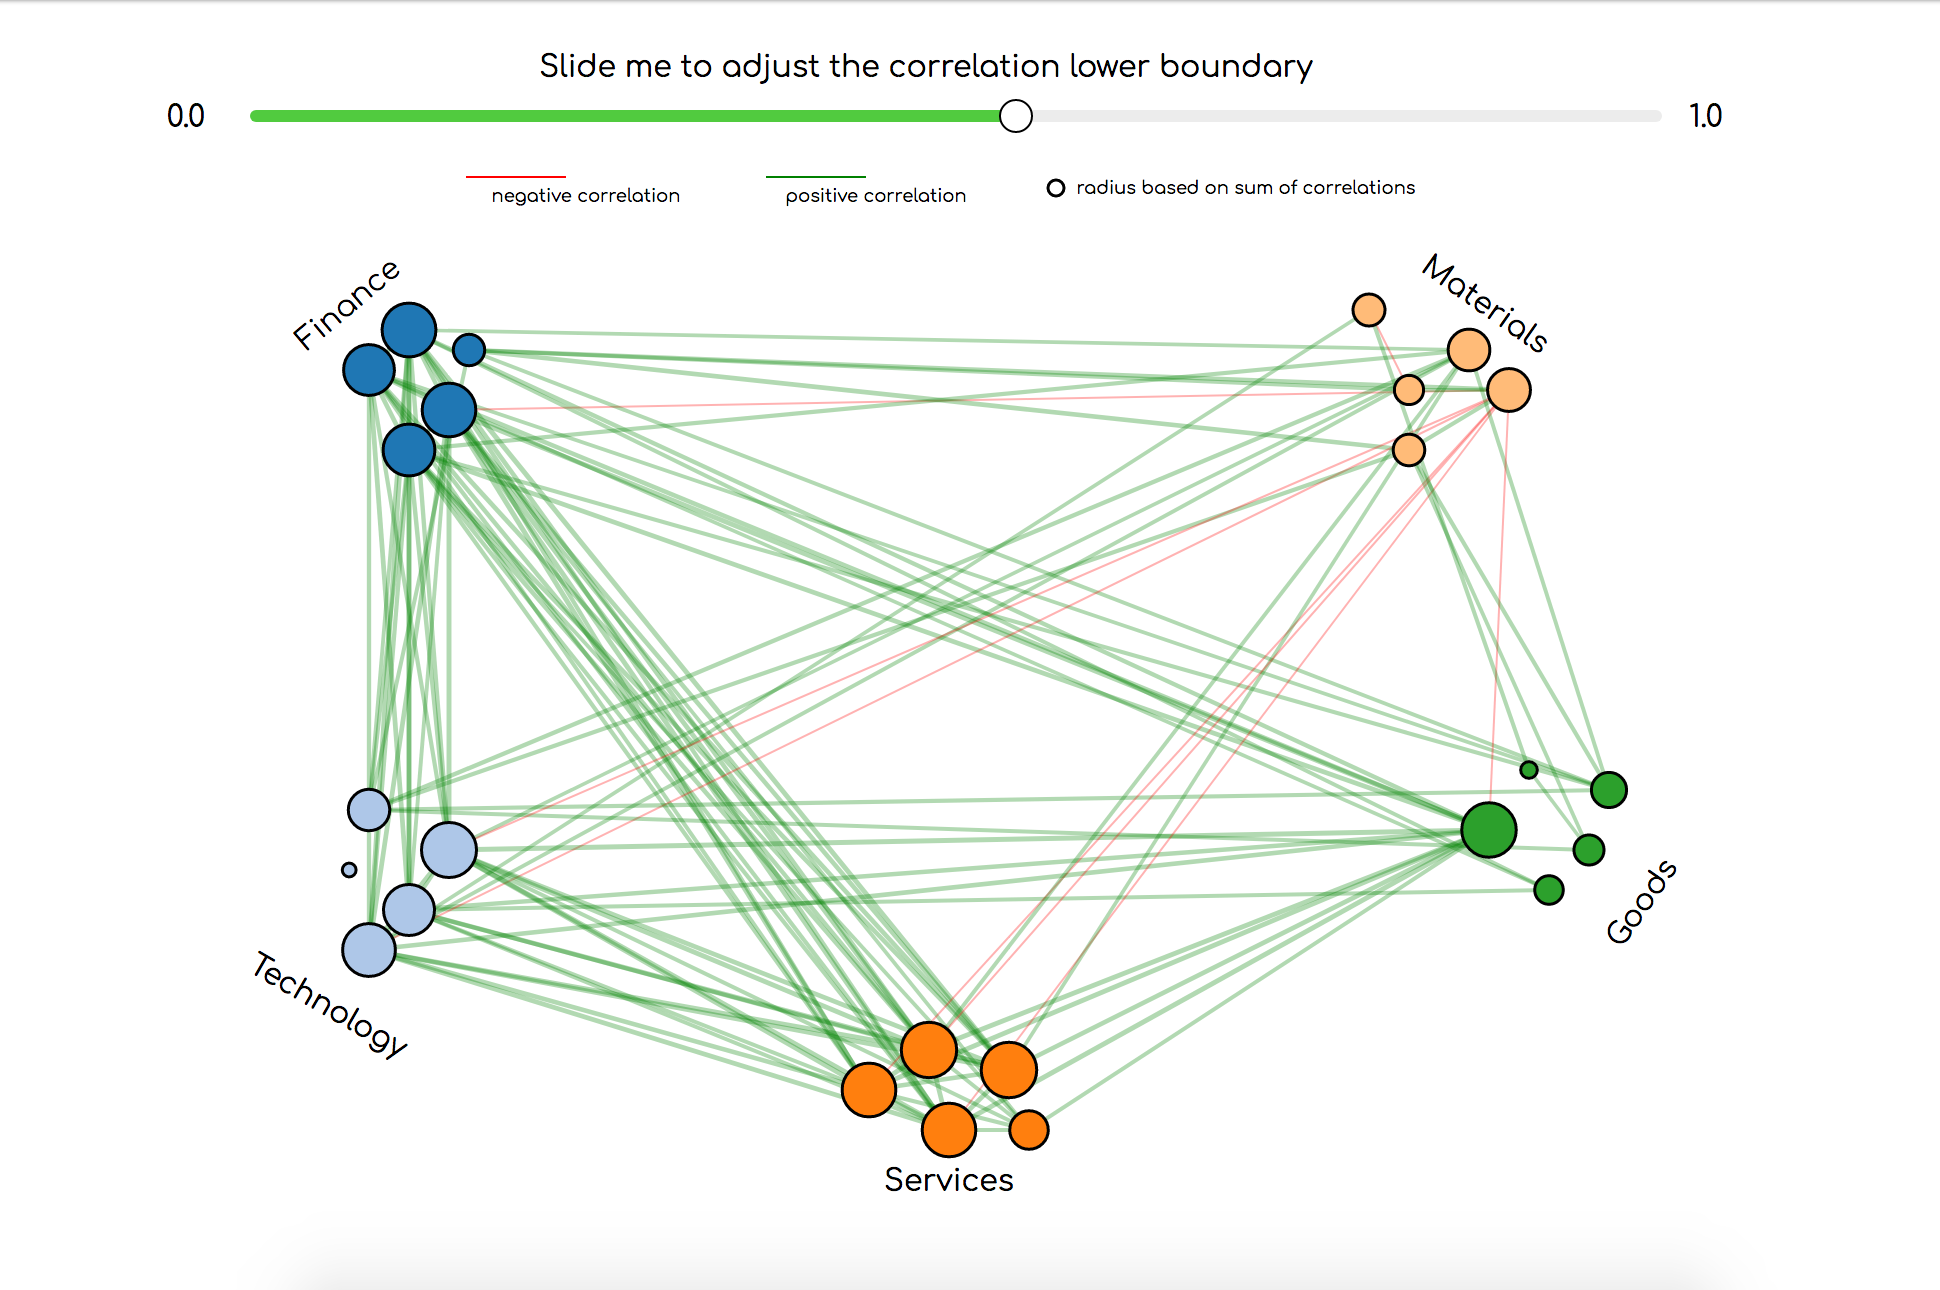 Slide me to adjust the correlation lower boundary
0.0
1.0
negative correlation
positive correlation
radius based on sum of correlations
Finance
Materials
Goods
Technology
Services